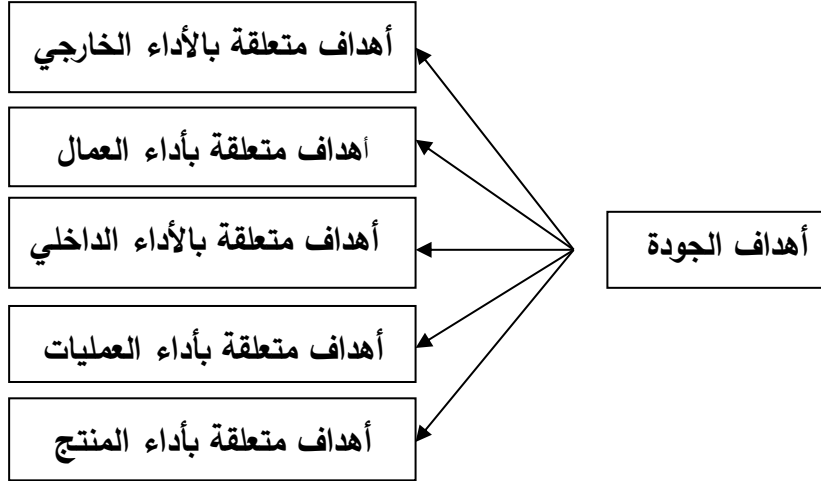 أهداف متعلقة بالأداء الخارجي
أهداف متعلقة بأداء العمال
أهداف متعلقة بالأداء الداخلي
أهداف الجودة
أهداف متعلقة بأداء العمليات
أهداف متعلقة بأداء المنتج